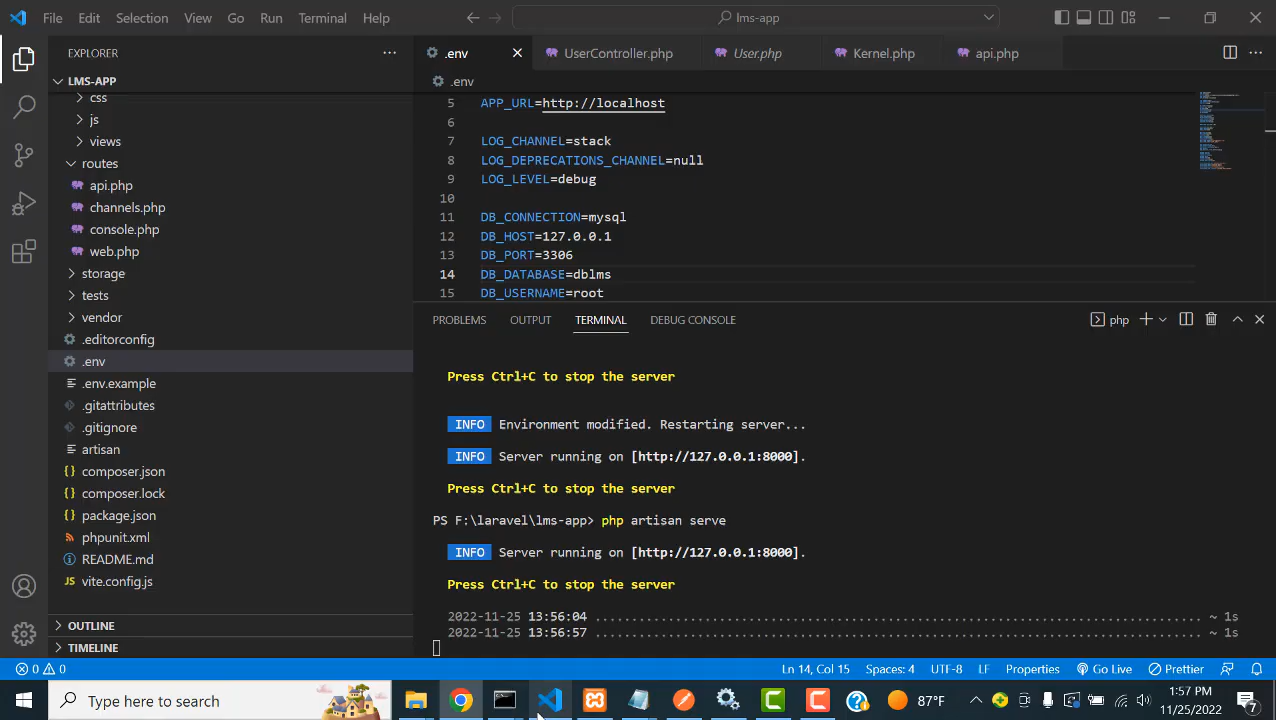 File Edit Selection View Go Run Terminal Help
lms-app
EXPLORER
LMS-APP
css
js
views
routes
api.php
channels.php
console.php
web.php
storage
tests
vendor
.editorconfig
.env
.env.example
.gitattributes
.gitignore
artisan
composer.json
composer.lock
package.json
phpunit.xml
README.md
vite.config.js
OUTLINE
TIMELINE
.env UserController.php User.php Kernel.php api.php
.env
5 APP_URL=http://localhost
6
7 LOG_CHANNEL=stack
8 LOG_DEPRECATIONS_CHANNEL=null
9 LOG_LEVEL=debug
10
11 DB_CONNECTION=mysql
12 DB_HOST=127.0.0.1
13 DB_PORT=3306
14 DB_DATABASE=dblms
15 DB_USERNAME=root
PROBLEMS OUTPUT TERMINAL DEBUG CONSOLE php
Press Ctrl+C to stop the server
INFO Environment modified. Restarting server...
INFO Server running on [http://127.0.0.1:8000].
Press Ctrl+C to stop the server
PS F:\laravel\lms-app> php artisan serve
INFO Server running on [http://127.0.0.1:8000].
Press Ctrl+C to stop the server
2022-11-25 13:56:04 ................................................................................... ~ 1s
2022-11-25 13:56:57 ................................................................................... ~ 1s
0 0 Ln 14, Col 15 Spaces: 4 UTF-8 LF Properties Go Live Prettier
Type here to search 87°F 1:57 PM
11/25/2022 7